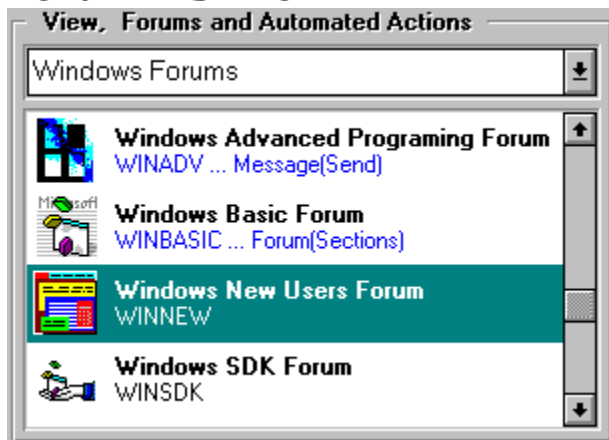 View, Forums and Automated Actions
Windows Forums
Windows Advanced Programing Forum
WINADV ... Message(Send)
Microsoft
Windows Basic Forum
WINBASIC ... Forum(Sections)
Windows New Users Forum
WINNEW
Windows SDK Forum
WINSDK